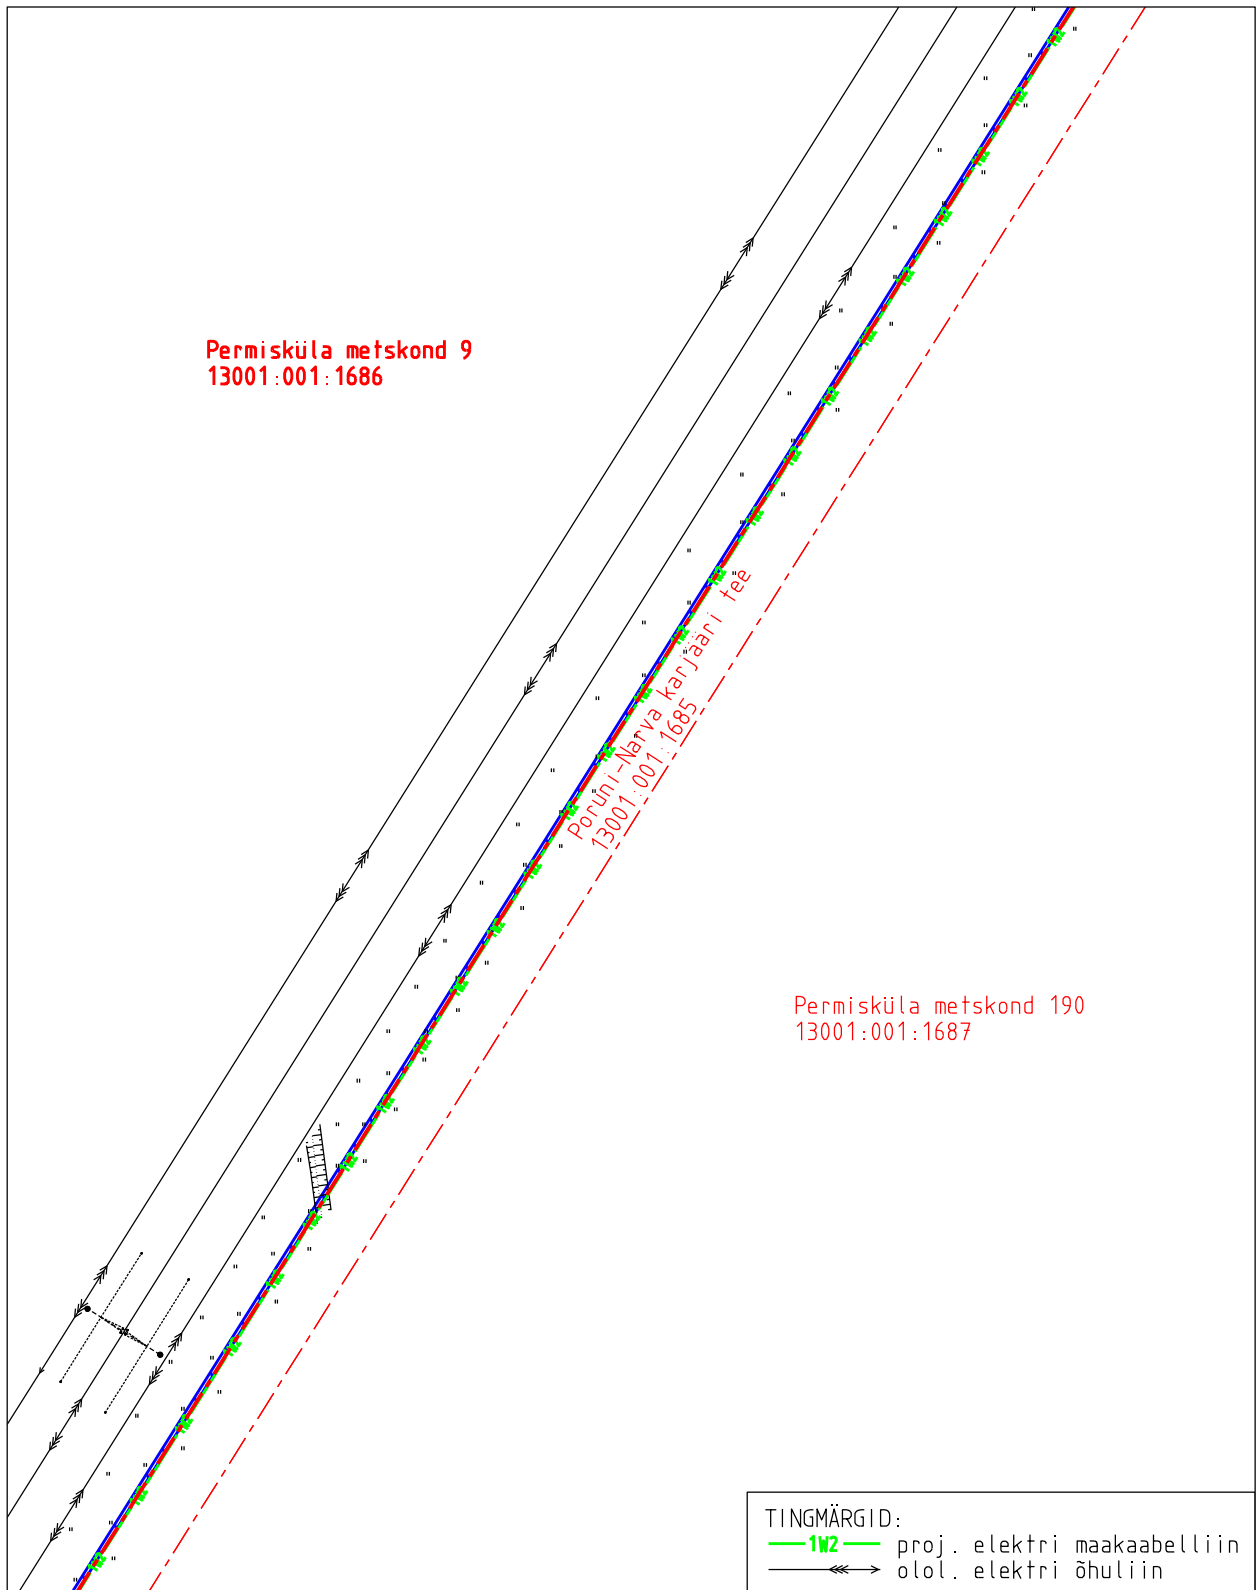 Permisküla metskond 9
13001:001:1686
Poruni-Narva karjääri tee
13001:001:1685
Permisküla metskond 190
13001:001:1687
TINGMÄRGID:
1W2 proj. elektri maakaabelliin
olol. elektri õhuliin